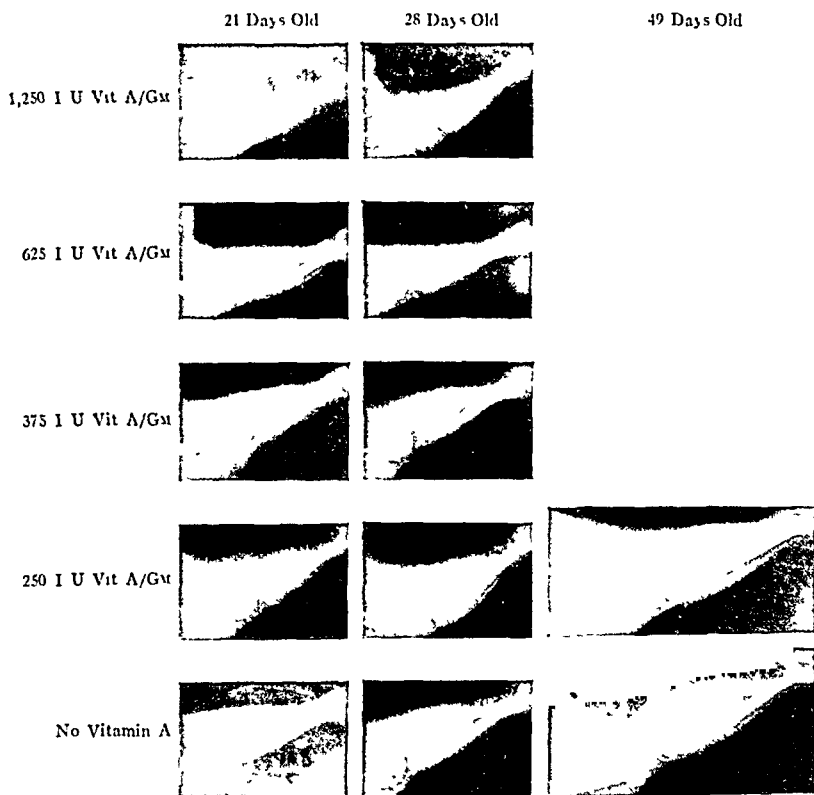 21 Days Old 28 Days Old 49 Days Old
1,250 I U Vit A/GM
625 I U Vit A/GM
375 I U Vit A/GM
250 I U Vit A/GM
No Vitamin A